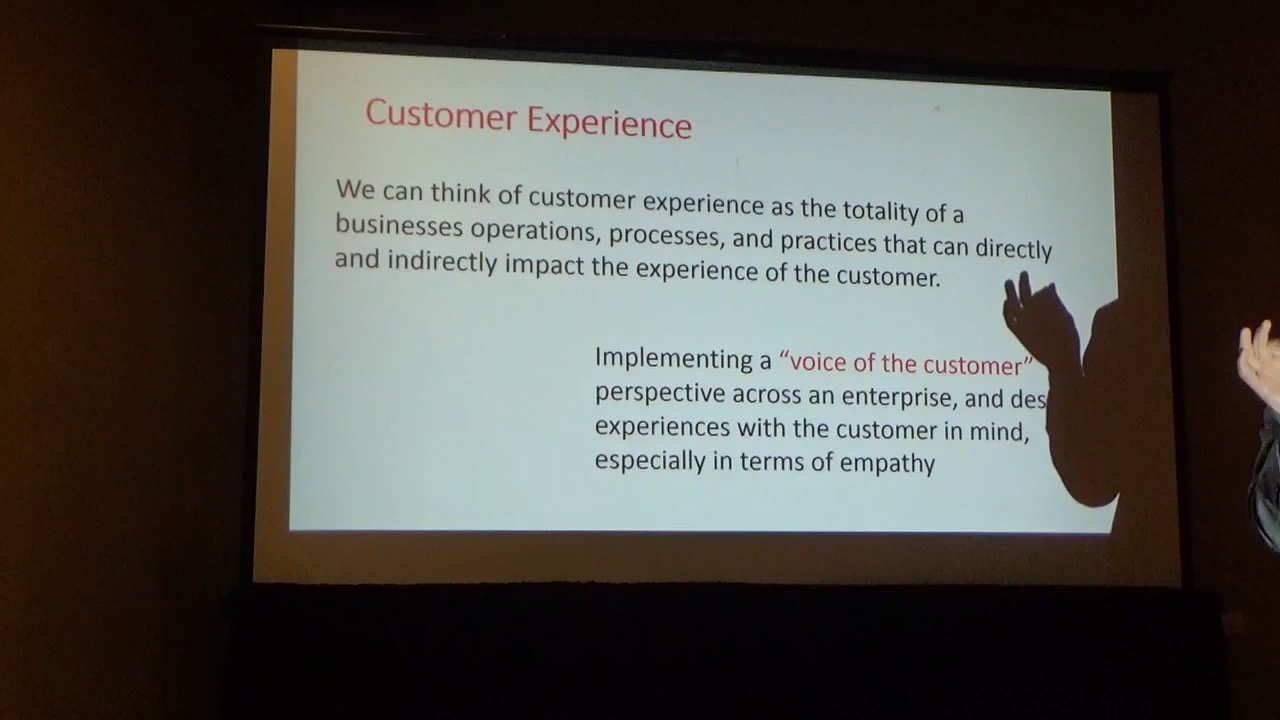 Customer Experience
We can think of customer experience as the totality of a
businesses operations, processes, and practices that can directly
and indirectly impact the experience of the customer.
Implementing a “voice of the customer”
perspective across an enterprise, and
experiences with the customer in mind,
especially in terms of empathy